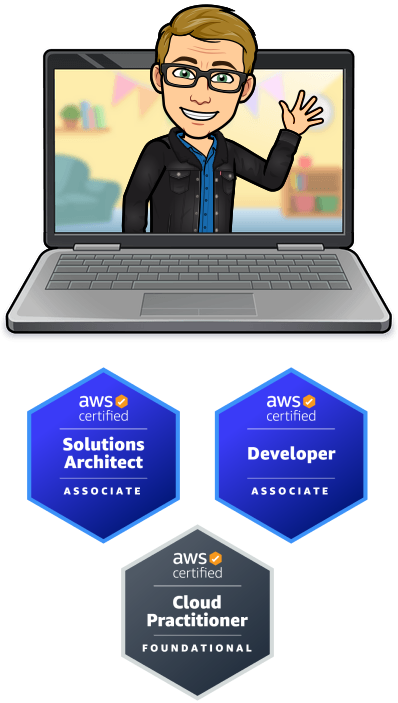 aws
certified
Solutions
Architect
ASSOCIATE
aws
certified
Developer
ASSOCIATE
aws
certified
Cloud
Practitioner
FOUNDATIONAL